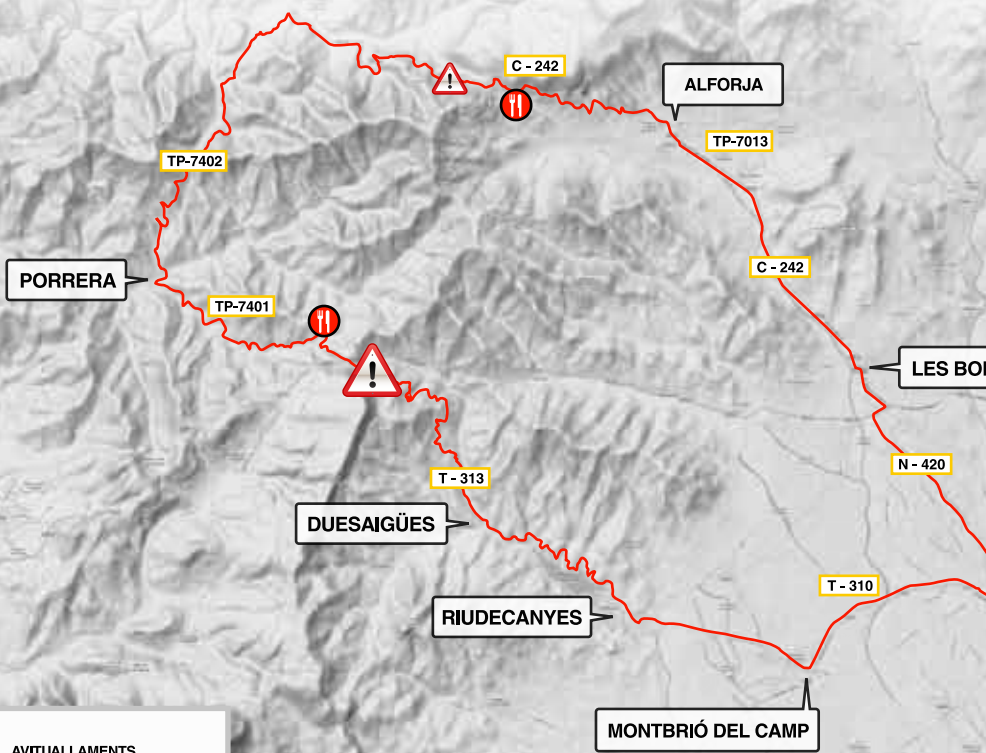 C - 242
ALFORJA
TP-7013
TP-7402
C - 242
PORRERA
TP-7401
LES BO
N - 420
T - 313
DUESAIGÜES
T - 310
RIUDECANYES
MONTBRIÓ DEL CAMP
AVITUALLAMENTS